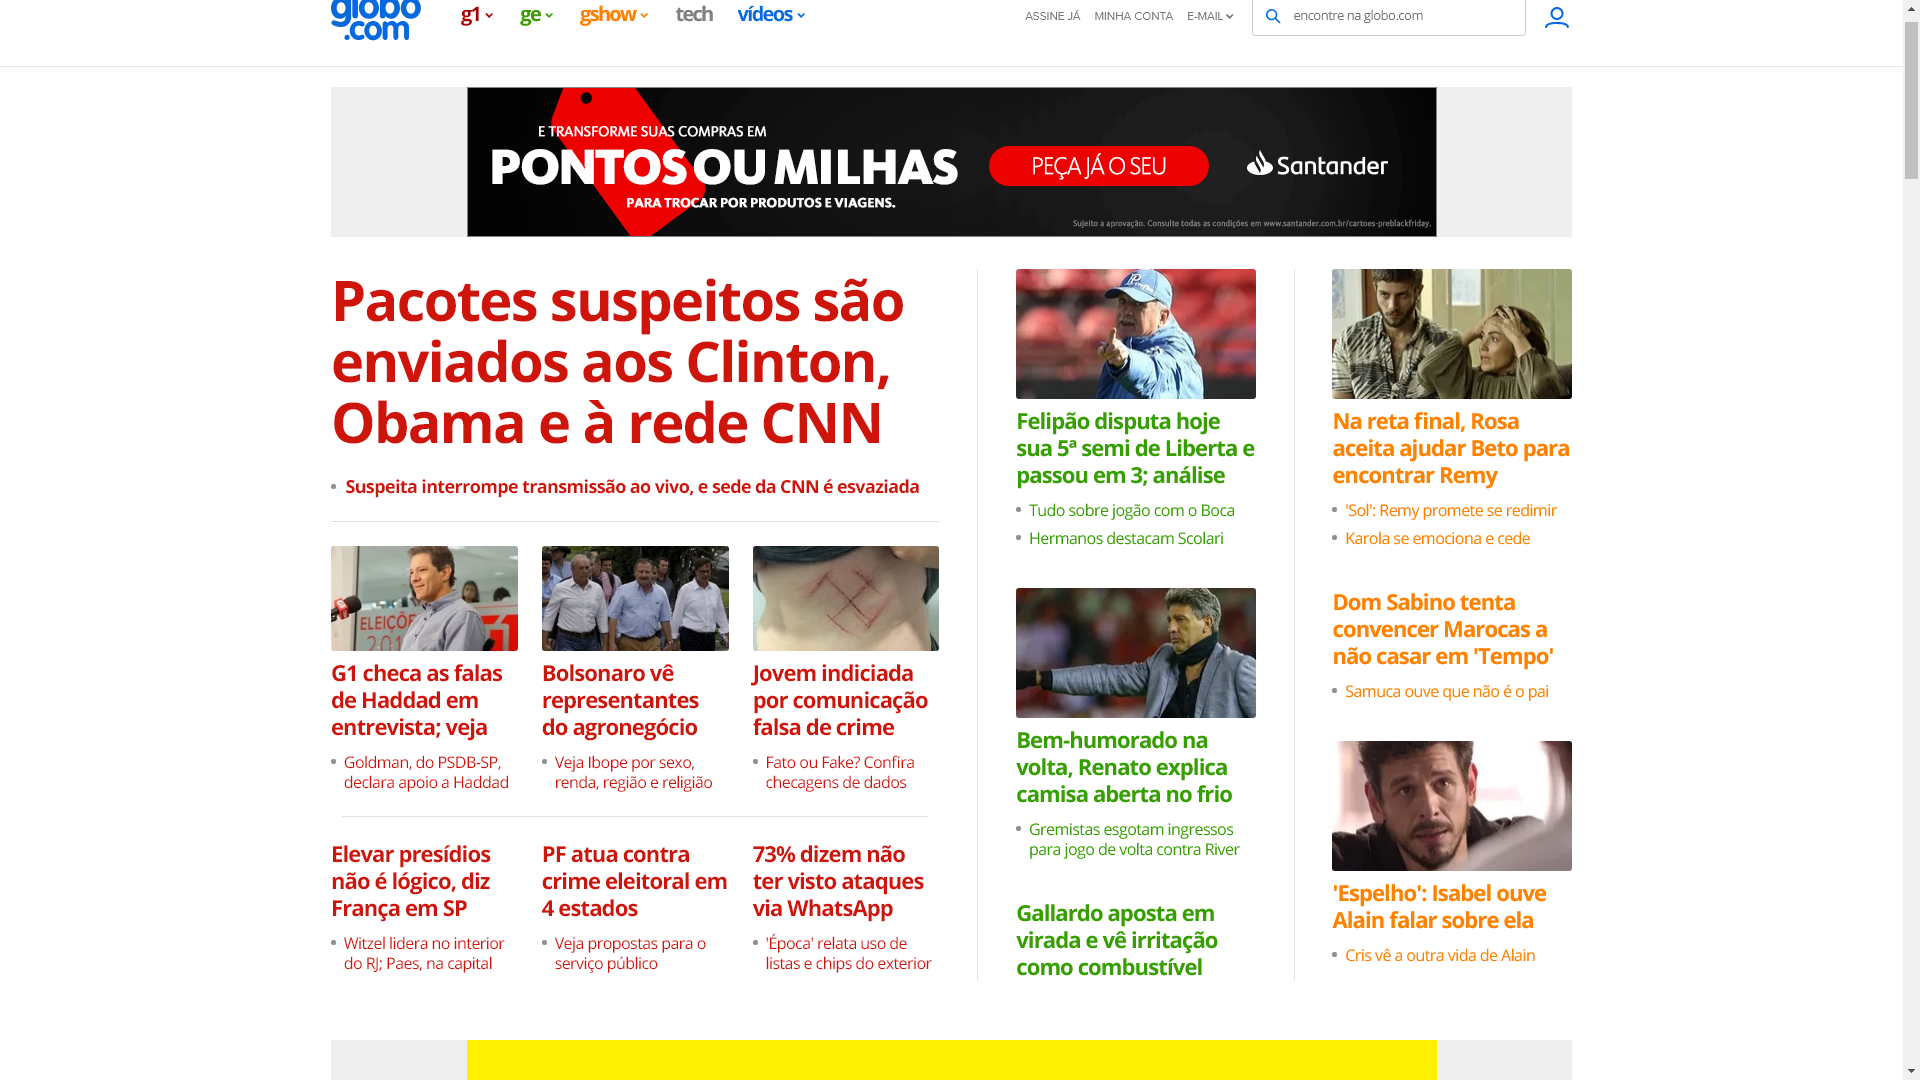 globo
.com
g1
ge
gshow
tech
vídeos
ASSINE JÁ
MINHA CONTA
E-MAIL
encontre na globo.com
E TRANSFORME SUAS COMPRAS EM
PONTOS OU MILHAS
PARA TROCAR POR PRODUTOS E VIAGENS.
PEÇA JÁ O SEU
Santander
Sujeito a aprovação. Consulte todas as condições em www.santander.com.br/cartoes-preblackfriday.
Pacotes suspeitos são
enviados aos Clinton,
Obama e à rede CNN
Suspeita interrompe transmissão ao vivo, e sede da CNN é esvaziada
ELEIÇÕES
G1 checa as falas
de Haddad em
entrevista; veja
Goldman, do PSDB-SP,
declara apoio a Haddad
Bolsonaro vê
representantes
do agronegócio
Veja Ibope por sexo,
renda, região e religião
Jovem indiciada
por comunicação
falsa de crime
Fato ou Fake? Confira
checagens de dados
Elevar presídios
não é lógico, diz
França em SP
Witzel lidera no interior
do RJ; Paes, na capital
PF atua contra
crime eleitoral em
4 estados
Veja propostas para o
serviço público
73% dizem não
ter visto ataques
via WhatsApp
'Época' relata uso de
listas e chips do exterior
Felipão disputa hoje
sua 5ª semi de Liberta e
passou em 3; análise
Tudo sobre jogão com o Boca
Hermanos destacam Scolari
Bem-humorado na
volta, Renato explica
camisa aberta no frio
Gremistas esgotam ingressos
para jogo de volta contra River
Gallardo aposta em
virada e vê irritação
como combustível
Na reta final, Rosa
aceita ajudar Beto para
encontrar Remy
'Sol': Remy promete se redimir
Karola se emociona e cede
Dom Sabino tenta
convencer Marocas a
não casar em 'Tempo'
Samuca ouve que não é o pai
'Espelho': Isabel ouve
Alain falar sobre ela
Cris vê a outra vida de Alain